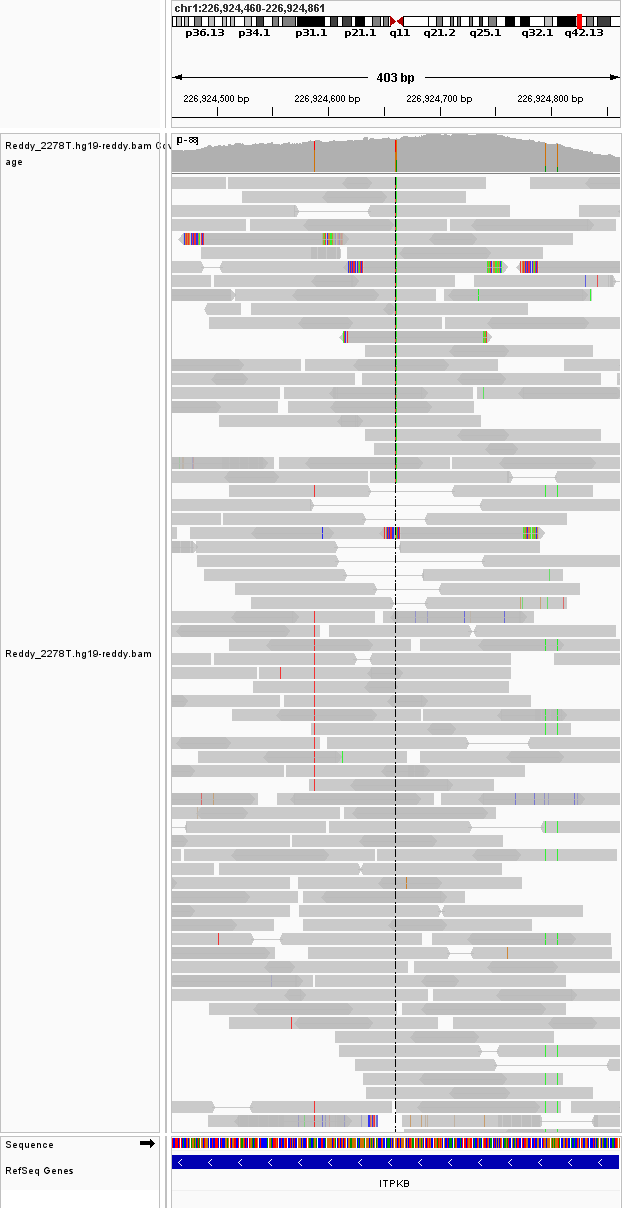 chr1:226,924,460-226,924,861
p36.13 p34.1 p31.1 p21.1 q11 q21.2 q25.1 q32.1 q42.13
403 bp
226,924,500 bp 226,924,600 bp 226,924,700 bp 226,924,800 bp
Reddy_2278T.hg19-reddy.bam Cov
age
Reddy_2278T.hg19-reddy.bam
Sequence
RefSeq Genes
ITPKB